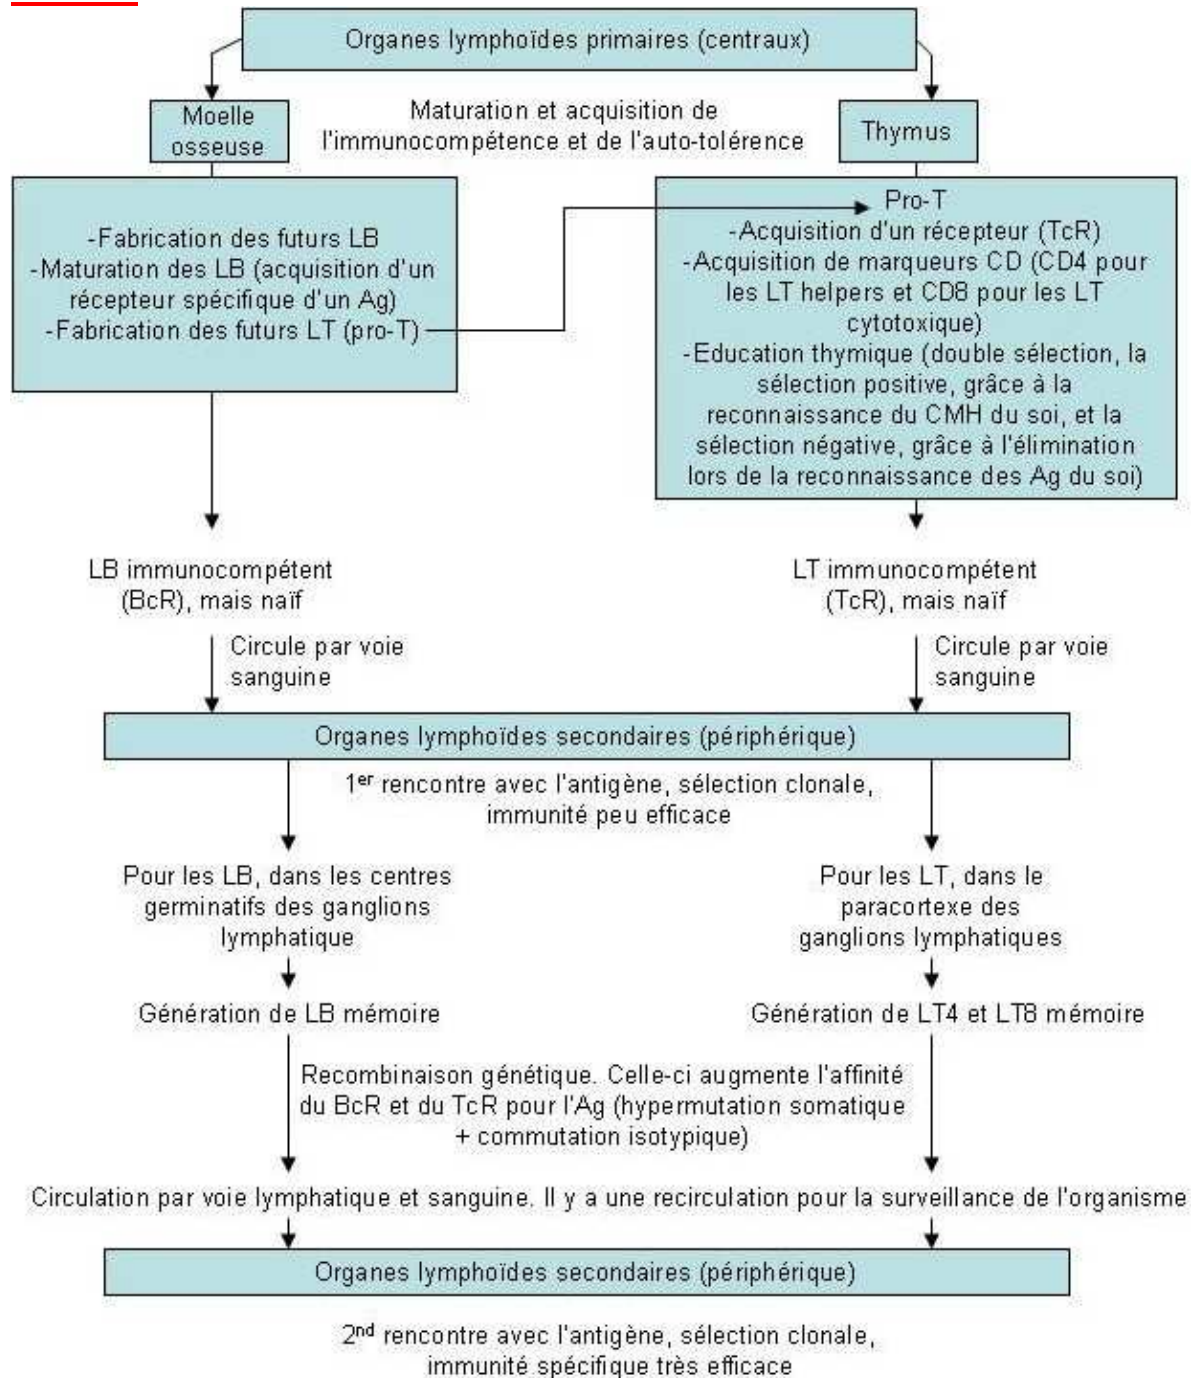 Organes lymphoïdes primaires (centraux)
Moelle
osseuse
Maturation et acquisition de
l'immunocompétence et de l'auto-tolérence
Thymus
-Fabrication des futurs LB
-Maturation des LB (acquisition d'un
récepteur spécifique d'un Ag)
-Fabrication des futurs LT (pro-T)
Pro-T
-Acquisition d'un récepteur (TcR)
-Acquisition de marqueurs CD (CD4 pour
les LT helpers et CD8 pour les LT
cytotoxique)
-Education thymique (double sélection, la
sélection positive, grâce à la
reconnaissance du CMH du soi, et la
sélection négative, grâce à l'élimination
lors de la reconnaissance des Ag du soi)
LB immunocompétent
(BcR), mais naïf
LT immunocompétent
(TcR), mais naïf
Circule par voie
sanguine
Circule par voie
sanguine
Organes lymphoïdes secondaires (périphérique)
1er rencontre avec l'antigène, sélection clonale,
immunité peu efficace
Pour les LB, dans les centres
germinatifs des ganglions
lymphatique
Pour les LT, dans le
paracortexe des
ganglions lymphatiques
Génération de LB mémoire
Génération de LT4 et LT8 mémoire
Recombinaison génétique. Celle-ci augmente l'affinité
du BcR et du TcR pour l'Ag (hypermutation somatique
+ commutation isotypique)
Circulation par voie lymphatique et sanguine. Il y a une recirculation pour la surveillance de l'organisme
Organes lymphoïdes secondaires (périphérique)
2nd rencontre avec l'antigène, sélection clonale,
immunité spécifique très efficace